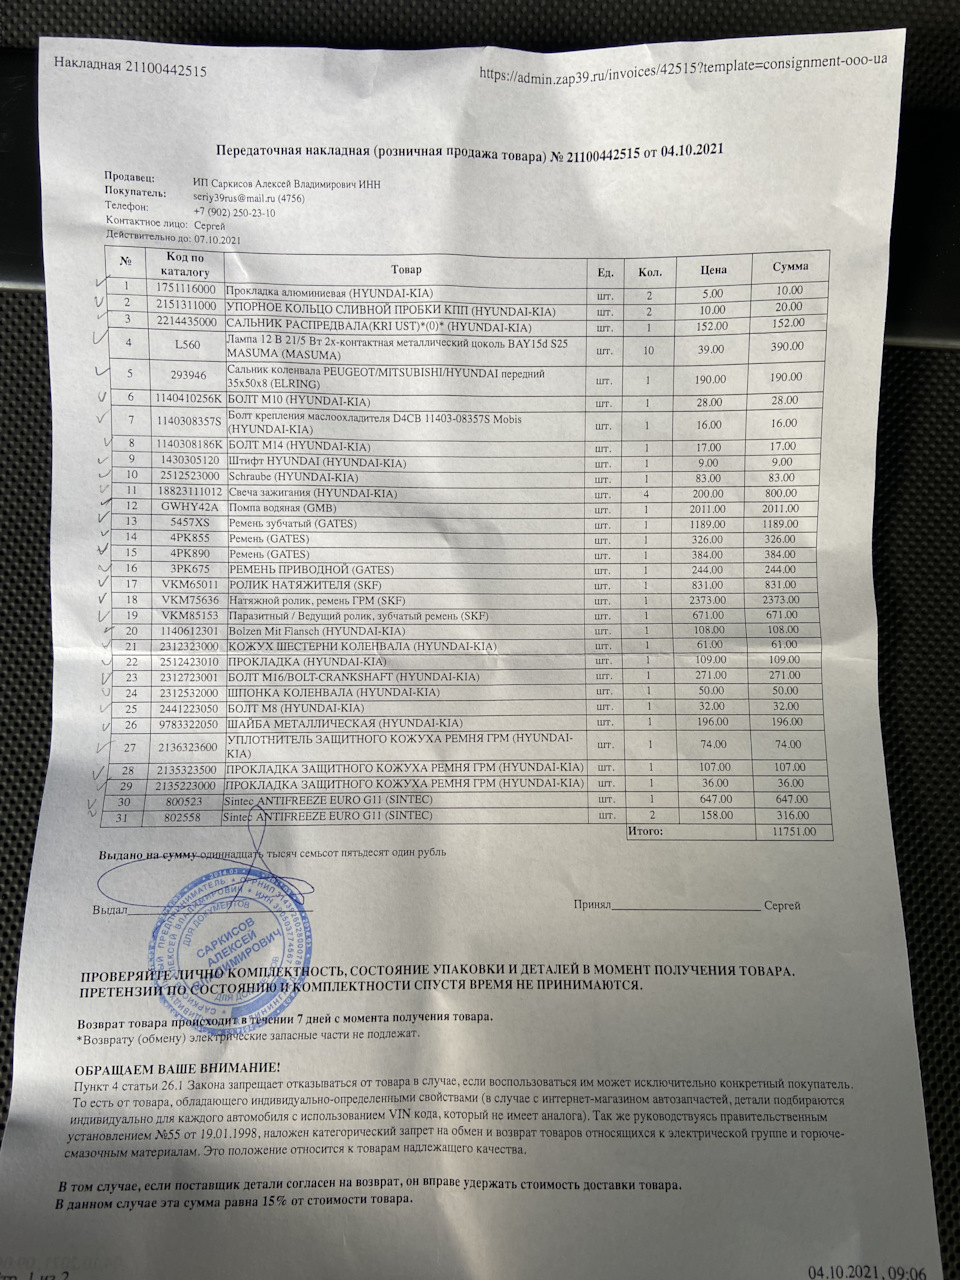 Накладная 21100442515
https://admin.zap39.ru/invoices/42515?template=consignment-ooo-ua
Передаточная накладная (розничная продажа товара) № 21100442515 от 04.10.2021
Продавец: ИП Саркисов Алексей Владимирович ИНН
Покупатель: seriy39rus@mail.ru (4756)
Телефон: +7 (902) 250-23-10
Контактное лицо: Сергей
Действительно до: 07.10.2021
№ Код по каталогу Товар Ед. Кол. Цена Сумма
1 1751116000 Прокладка алюминиевая (HYUNDAI-KIA) шт. 2 5.00 10.00
2 2151311000 УПОРНОЕ КОЛЬЦО СЛИВНОЙ ПРОБКИ КПП (HYUNDAI-KIA) шт. 2 10.00 20.00
3 2214435000 САЛЬНИК РАСПРЕДВАЛА(KRI UST)*(0)* (HYUNDAI-KIA) шт. 1 152.00 152.00
4 L560 Лампа 12 В 21/5 Вт 2х-контактная металлический цоколь BAY15d S25
MASUMA (MASUMA) шт. 10 39.00 390.00
5 293946 Сальник коленвала PEUGEOT/MITSUBISHI/HYUNDAI передний
35x50x8 (ELRING) шт. 1 190.00 190.00
6 1140410256K БОЛТ М10 (HYUNDAI-KIA) шт. 1 28.00 28.00
7 1140308357S Болт крепления маслоохладителя D4CB 11403-08357S Mobis
(HYUNDAI-KIA) шт. 1 16.00 16.00
8 1140308186K БОЛТ М14 (HYUNDAI-KIA) шт. 1 17.00 17.00
9 1430305120 Штифт HYUNDAI (HYUNDAI-KIA) шт. 1 9.00 9.00
10 2512523000 Schraube (HYUNDAI-KIA) шт. 1 83.00 83.00
11 18823111012 Свеча зажигания (HYUNDAI-KIA) шт. 4 200.00 800.00
12 GWHY42A Помпа водяная (GMB) шт. 1 2011.00 2011.00
13 5457XS Ремень зубчатый (GATES) шт. 1 1189.00 1189.00
14 4PK855 Ремень (GATES) шт. 1 326.00 326.00
15 4PK890 Ремень (GATES) шт. 1 384.00 384.00
16 3PK675 РЕМЕНЬ ПРИВОДНОЙ (GATES) шт. 1 244.00 244.00
17 VKM65011 РОЛИК НАТЯЖИТЕЛЯ (SKF) шт. 1 831.00 831.00
18 VKM75636 Натяжной ролик, ремень ГРМ (SKF) шт. 1 2373.00 2373.00
19 VKM85153 Паразитный / Ведущий ролик, зубчатый ремень (SKF) шт. 1 671.00 671.00
20 1140612301 Bolzen Mit Flansch (HYUNDAI-KIA) шт. 1 108.00 108.00
21 2312323000 КОЖУХ ШЕСТЕРНИ КОЛЕНВАЛА (HYUNDAI-KIA) шт. 1 61.00 61.00
22 2512423010 ПРОКЛАДКА (HYUNDAI-KIA) шт. 1 109.00 109.00
23 2312723001 БОЛТ М16/BOLT-CRANKSHAFT (HYUNDAI-KIA) шт. 1 271.00 271.00
24 2312532000 ШПОНКА КОЛЕНВАЛА (HYUNDAI-KIA) шт. 1 50.00 50.00
25 2441223050 БОЛТ М8 (HYUNDAI-KIA) шт. 1 32.00 32.00
26 9783322050 ШАЙБА МЕТАЛЛИЧЕСКАЯ (HYUNDAI-KIA) шт. 1 196.00 196.00
27 2136323600 УПЛОТНИТЕЛЬ ЗАЩИТНОГО КОЖУХА РЕМНЯ ГРМ (HYUNDAI-
KIA) шт. 1 74.00 74.00
28 2135323500 ПРОКЛАДКА ЗАЩИТНОГО КОЖУХА РЕМНЯ ГРМ (HYUNDAI-KIA) шт. 1 107.00 107.00
29 2135223000 ПРОКЛАДКА ЗАЩИТНОГО КОЖУХА РЕМНЯ ГРМ (HYUNDAI-KIA) шт. 1 36.00 36.00
30 800523 Sintec ANTIFREEZE EURO G11 (SINTEC) шт. 1 647.00 647.00
31 802558 Sintec ANTIFREEZE EURO G11 (SINTEC) шт. 2 158.00 316.00
Итого: 11751.00
Выдано на сумму одиннадцать тысяч семьсот пятьдесят один рубль
Выдал
Принял Сергей
ДЛЯ ДОКУМЕНТОВ
САРКИСОВ
АЛЕКСЕЙ
ВЛАДИМИРОВИЧ
ПРОВЕРЯЙТЕ ЛИЧНО КОМПЛЕКТНОСТЬ, СОСТОЯНИЕ УПАКОВКИ И ДЕТАЛЕЙ В МОМЕНТ ПОЛУЧЕНИЯ ТОВАРА.
ПРЕТЕНЗИИ ПО СОСТОЯНИЮ И КОМПЛЕКТНОСТИ СПУСТЯ ВРЕМЯ НЕ ПРИНИМАЮТСЯ.
Возврат товара происходит в течении 7 дней с момента получения товара.
*Возврату (обмену) электрические запасные части не подлежат.
ОБРАЩАЕМ ВАШЕ ВНИМАНИЕ!
Пункт 4 статьи 26.1 Закона запрещает отказываться от товара в случае, если воспользоваться им может исключительно конкретный покупатель.
То есть от товара, обладающего индивидуально-определенными свойствами (в случае с интернет-магазином автозапчастей, детали подбираются
индивидуально для каждого автомобиля с использованием VIN кода, который не имеет аналога). Так же руководствуясь правительственным
установлением №55 от 19.01.1998, наложен категорический запрет на обмен и возврат товаров относящихся к электрической группе и горюче-
смазочным материалам. Это положение относится к товарам надлежащего качества.
В том случае, если поставщик детали согласен на возврат, он вправе удержать стоимость доставки товара.
В данном случае эта сумма равна 15% от стоимости товара.
04.10.2021, 09:06